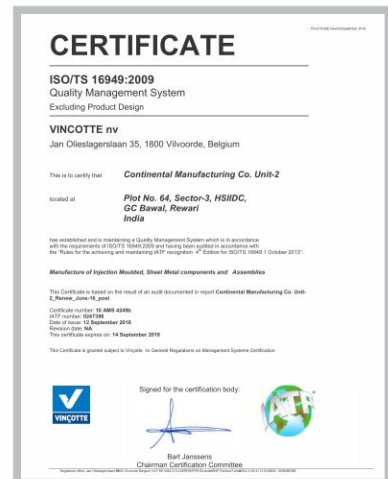 CERTIFICATE
ISO/TS 16949:2009
Quality Management System
Excluding Product Design
VINCOTTE nv
Jan Olieslagerslaan 35, 1800 Vilvoorde, Belgium
This is to certify that Continental Manufacturing Co. Unit-2
located at Plot No. 64, Sector-3, HSIIDC,
GC Bawal, Rewari
India
has established and is maintaining a Quality Management System which is in accordance
with the requirements of ISO/TS 16949:2009 and having been audited in accordance with
the "Rules for the achieving and maintaining IATF recognition 4th Edition for ISO/TS 16949 1 October 2013":
Manufacture of Injection Moulded, Sheet Metal components and Assemblies
This Certificate is based on the result of an audit documented in report Continental Manufacturing Co. Unit-
2_Renew_June-16_post
Certificate number: 10 AMS 4249b
IATF number: 0247399
Date of issue: 12 September 2016
Revision date: NA
This certificate expires on: 14 September 2018
This Certificate is granted subject to Vinçotte nv General Regulations on Management Systems Certification.
Signed for the certification body:
VINÇOTTE
IATF
Bart Janssens
Chairman Certification Committee